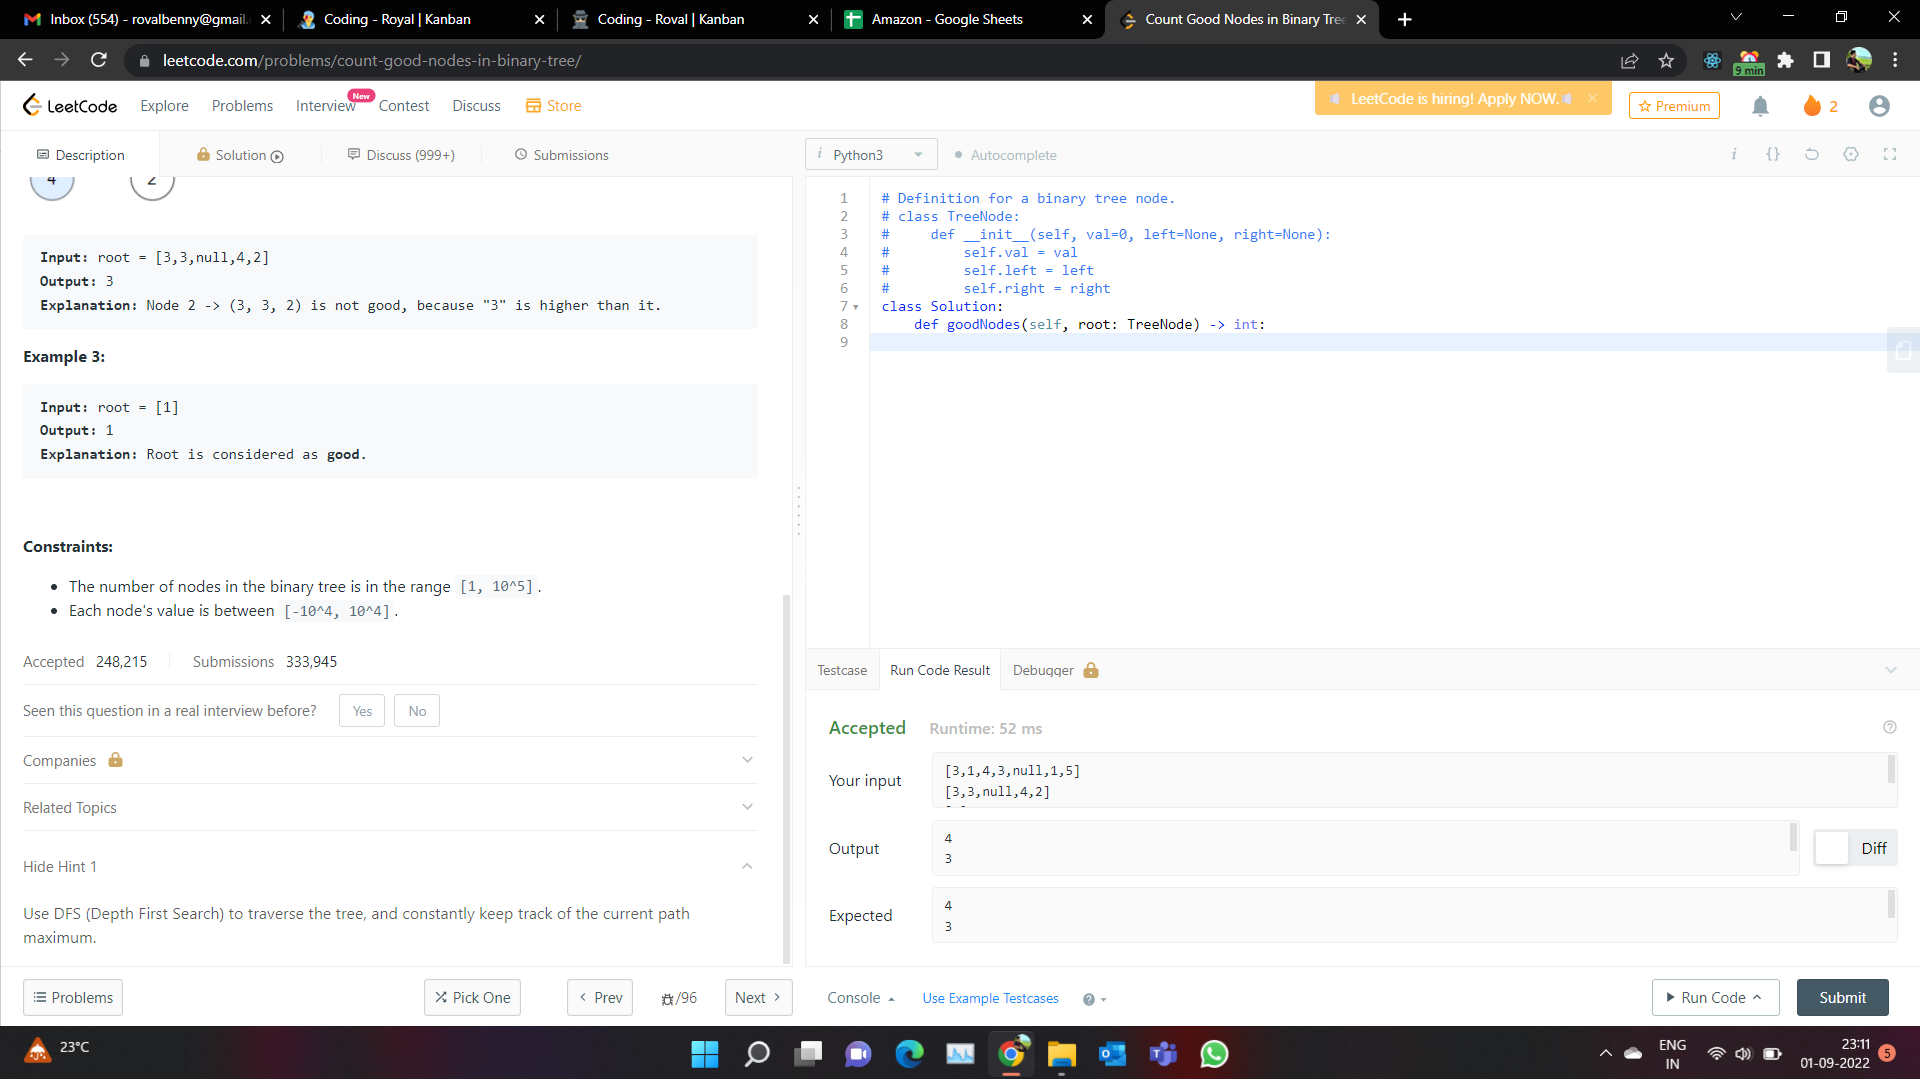 Inbox (554) - rovalbenny@gmail.
Coding - Royal | Kanban
Coding - Roval | Kanban
Amazon - Google Sheets
Count Good Nodes in Binary Tree
leetcode.com/problems/count-good-nodes-in-binary-tree/
9 min
LeetCode
Explore
Problems
Interview
New
Contest
Discuss
Store
LeetCode is hiring! Apply NOW.
Premium
2
Description
Solution
Discuss (999+)
Submissions
i Python3
Autocomplete
i {}
4 2
Input: root = [3,3,null,4,2]
Output: 3
Explanation: Node 2 -> (3, 3, 2) is not good, because "3" is higher than it.
Example 3:
Input: root = [1]
Output: 1
Explanation: Root is considered as good.
Constraints:
The number of nodes in the binary tree is in the range [1, 10^5].
Each node's value is between [-10^4, 10^4].
Accepted 248,215 Submissions 333,945
Seen this question in a real interview before? Yes No
Companies
Related Topics
Hide Hint 1
Use DFS (Depth First Search) to traverse the tree, and constantly keep track of the current path
maximum.
Problems
Pick One
Prev
/96
Next
1 # Definition for a binary tree node.
2 # class TreeNode:
3 #     def __init__(self, val=0, left=None, right=None):
4 #         self.val = val
5 #         self.left = left
6 #         self.right = right
7 class Solution:
8     def goodNodes(self, root: TreeNode) -> int:
9
Testcase
Run Code Result
Debugger
Accepted Runtime: 52 ms
Your input
[3,1,4,3,null,1,5]
[3,3,null,4,2]
Output
4
3
Diff
Expected
4
3
Console
Use Example Testcases
Run Code
Submit
23°C
ENG
IN
23:11
01-09-2022
5